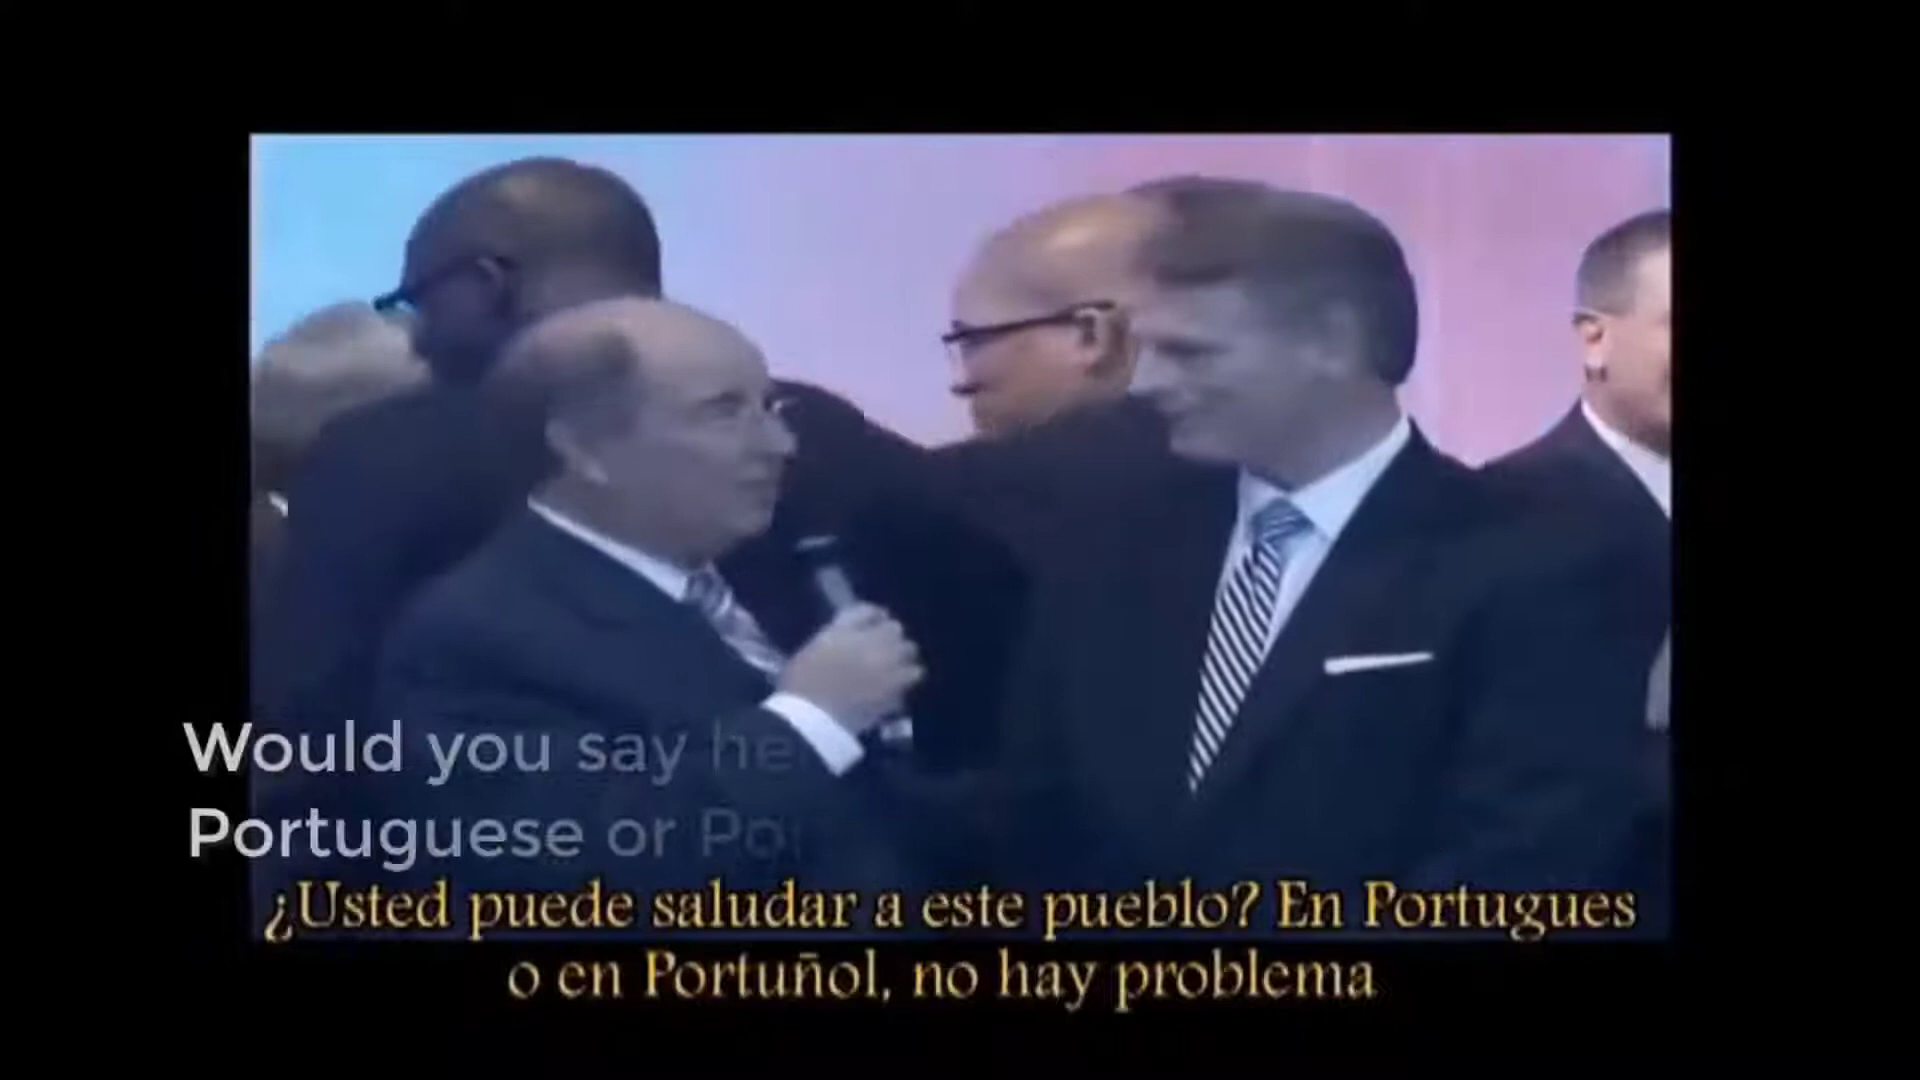 Would you say
Portuguese or
¿Usted puede saludar a este pueblo? En Portugues
o en Portuñol, no hay problema